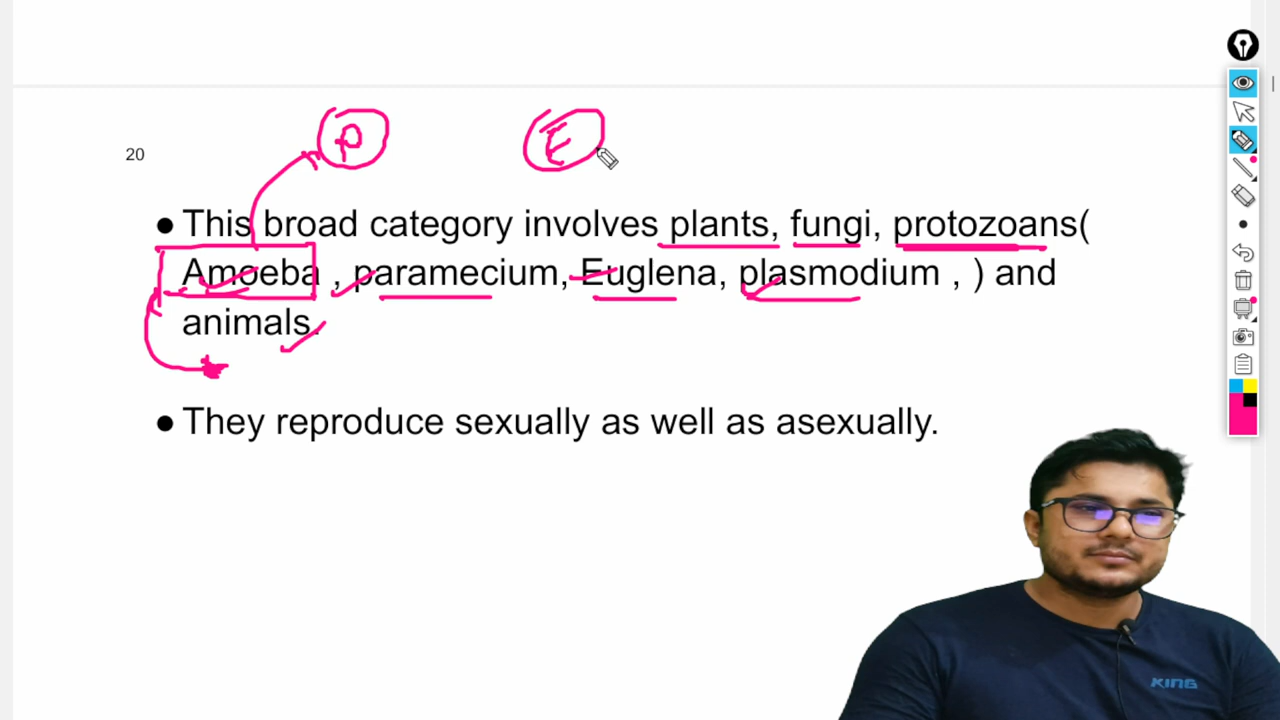 P E
20
● This broad category involves plants, fungi, protozoans(
Amoeba , paramecium, Euglena, plasmodium , ) and
animals.
● They reproduce sexually as well as asexually.
KING